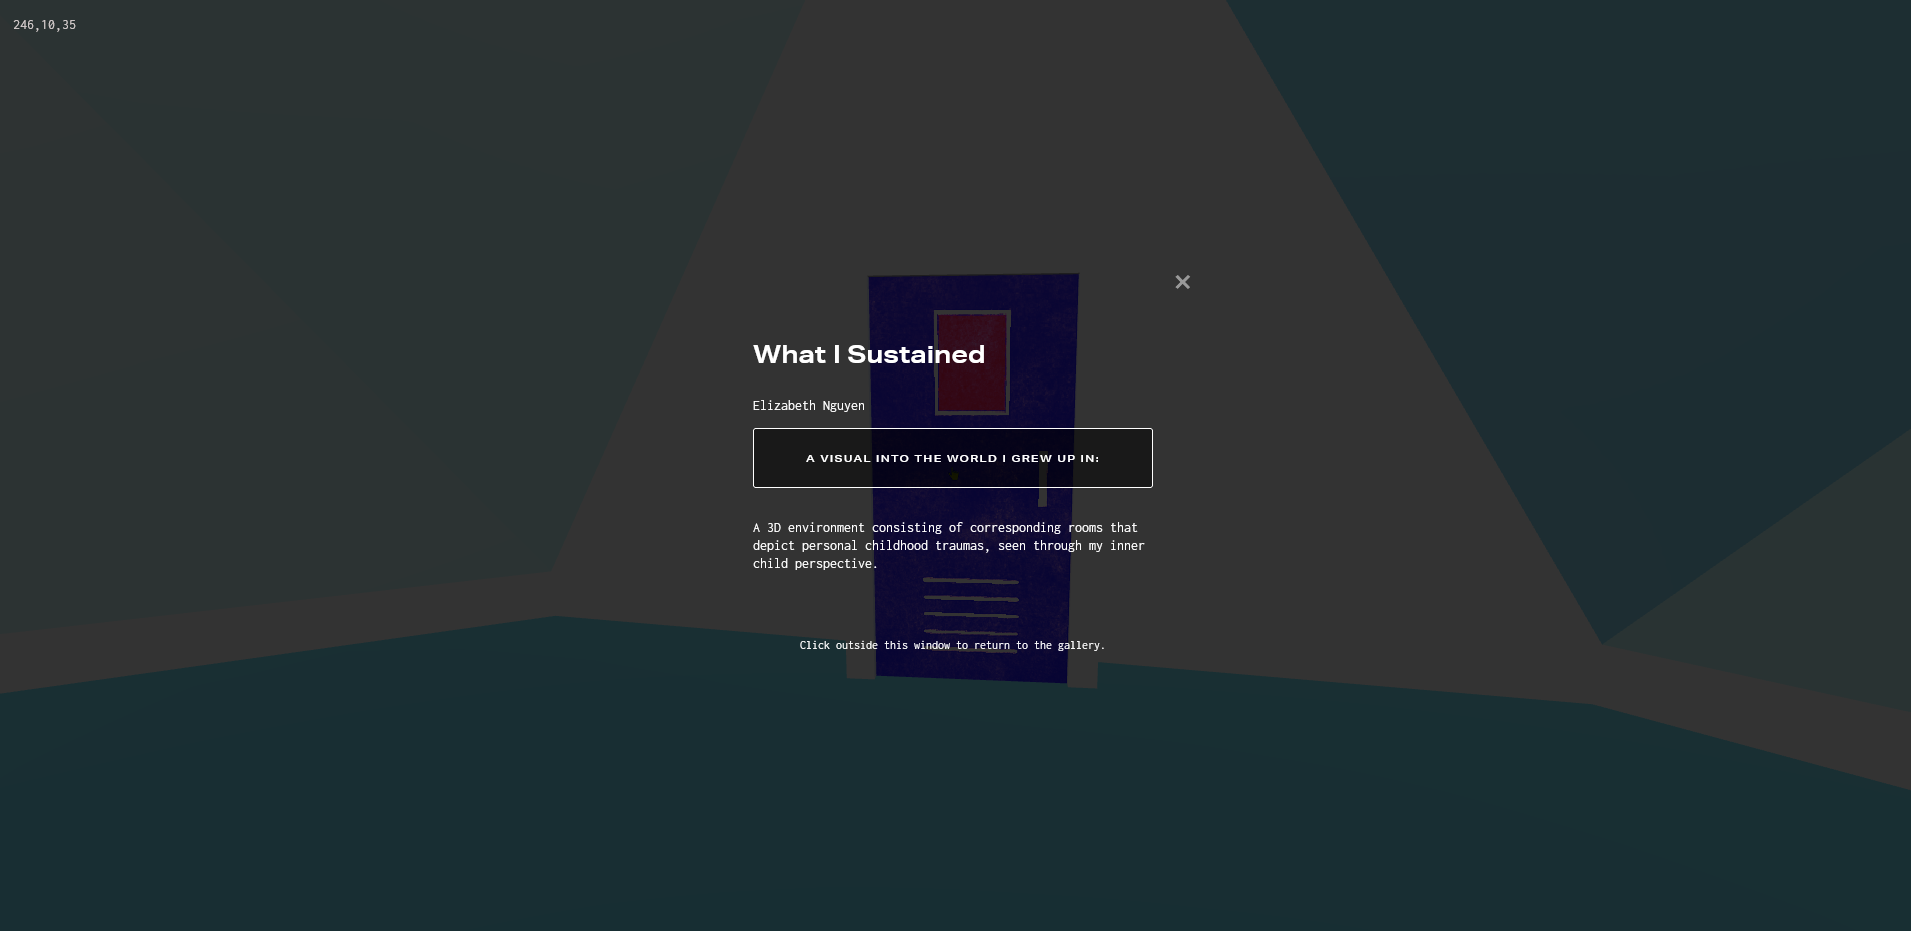 246,10,35
What I Sustained
Elizabeth Nguyen
A VISUAL INTO THE WORLD I GREW UP IN:
A 3D environment consisting of corresponding rooms that
depict personal childhood traumas, seen through my inner
child perspective.
Click outside this window to return to the gallery.